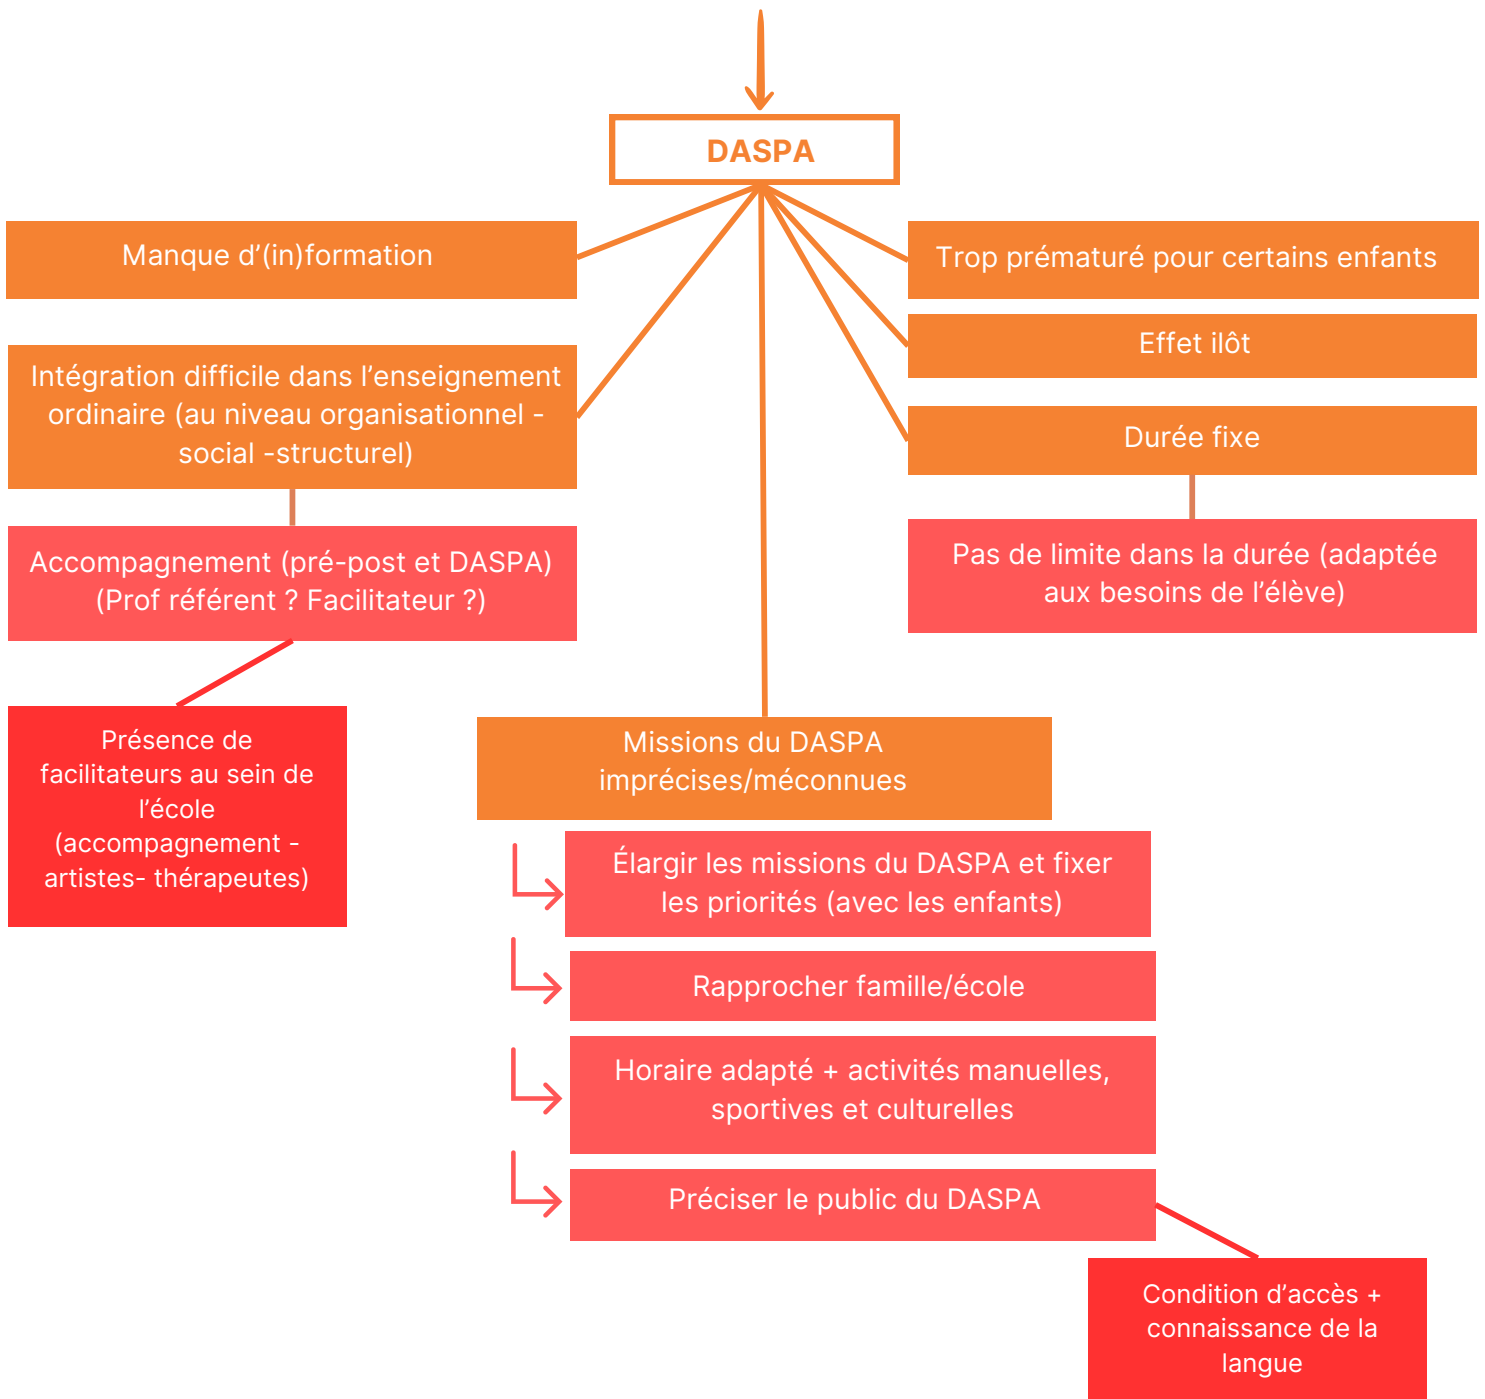 DASPA
Manque d'(in)formation
Trop prématuré pour certains enfants
Effet ilôt
Intégration difficile dans l'enseignement
ordinaire (au niveau organisationnel -
social -structurel)
Durée fixe
Accompagnement (pré-post et DASPA)
(Prof référent ? Facilitateur ?)
Pas de limite dans la durée (adaptée
aux besoins de l'élève)
Présence de
facilitateurs au sein de
l'école
(accompagnement -
artistes- thérapeutes)
Missions du DASPA
imprécises/méconnues
Élargir les missions du DASPA et fixer
les priorités (avec les enfants)
Rapprocher famille/école
Horaire adapté + activités manuelles,
sportives et culturelles
Préciser le public du DASPA
Condition d'accès +
connaissance de la
langue